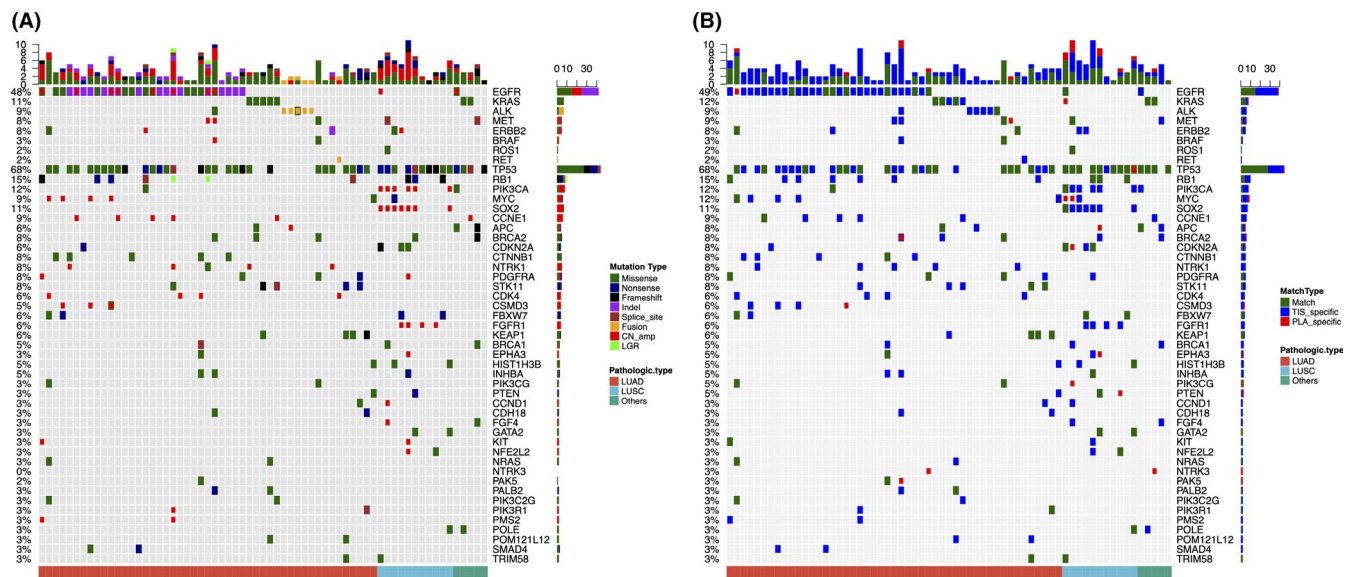 (A)
10
8
6
4
2
0
0 10 30
48% EGFR
11% KRAS
9% ALK
8% MET
8% ERBB2
3% BRAF
2% ROS1
2% RET
68% TP53
15% RB1
12% PIK3CA
9% MYC
11% SOX2
9% CCNE1
6% APC
8% BRCA2
6% CDKN2A
8% CTNNB1
8% NTRK1
8% PDGFRA
8% STK11
6% CDK4
5% CSMD3
6% FBXW7
6% FGFR1
6% KEAP1
5% BRCA1
3% EPHA3
5% HIST1H3B
5% INHBA
2% PIK3CG
3% PTEN
3% CCND1
3% CDH18
3% FGF4
3% GATA2
3% KIT
3% NFE2L2
3% NRAS
0% NTRK3
2% PAK5
3% PALB2
3% PIK3C2G
3% PIK3R1
3% PMS2
3% POLE
3% POM121L12
3% SMAD4
3% TRIM58
Mutation Type
Missense
Nonsense
Frameshift
Indel
Splice_site
Fusion
CN_amp
LGR
Pathologic.type
LUAD
LUSC
Others
(B)
10
8
6
4
2
0
0 10 30
49% EGFR
12% KRAS
9% ALK
8% MET
8% ERBB2
3% BRAF
2% ROS1
2% RET
68% TP53
15% RB1
12% PIK3CA
12% MYC
11% SOX2
9% CCNE1
8% APC
8% BRCA2
8% CDKN2A
8% CTNNB1
8% NTRK1
8% PDGFRA
8% STK11
6% CDK4
6% CSMD3
6% FBXW7
6% FGFR1
6% KEAP1
5% BRCA1
5% EPHA3
5% HIST1H3B
5% INHBA
5% PIK3CG
5% PTEN
3% CCND1
3% CDH18
3% FGF4
3% GATA2
3% KIT
3% NFE2L2
3% NRAS
3% NTRK3
3% PAK5
3% PALB2
3% PIK3C2G
3% PIK3R1
3% PMS2
3% POLE
3% POM121L12
3% SMAD4
3% TRIM58
MatchType
Match
TIS_specific
PLA_specific
Pathologic.type
LUAD
LUSC
Others